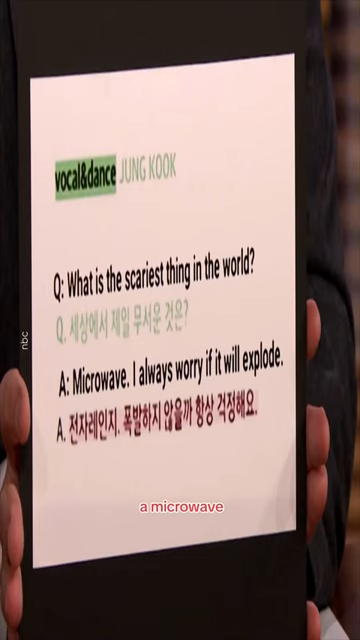 vocal&dance JUNG KOOK
Q: What is the scariest thing in the world?
Q. 세상에서 제일 무서운 것은?
A: Microwave. I always worry if it will explode.
A. 전자레인지. 폭발하지 않을까 항상 걱정해요.
nbc
a microwave